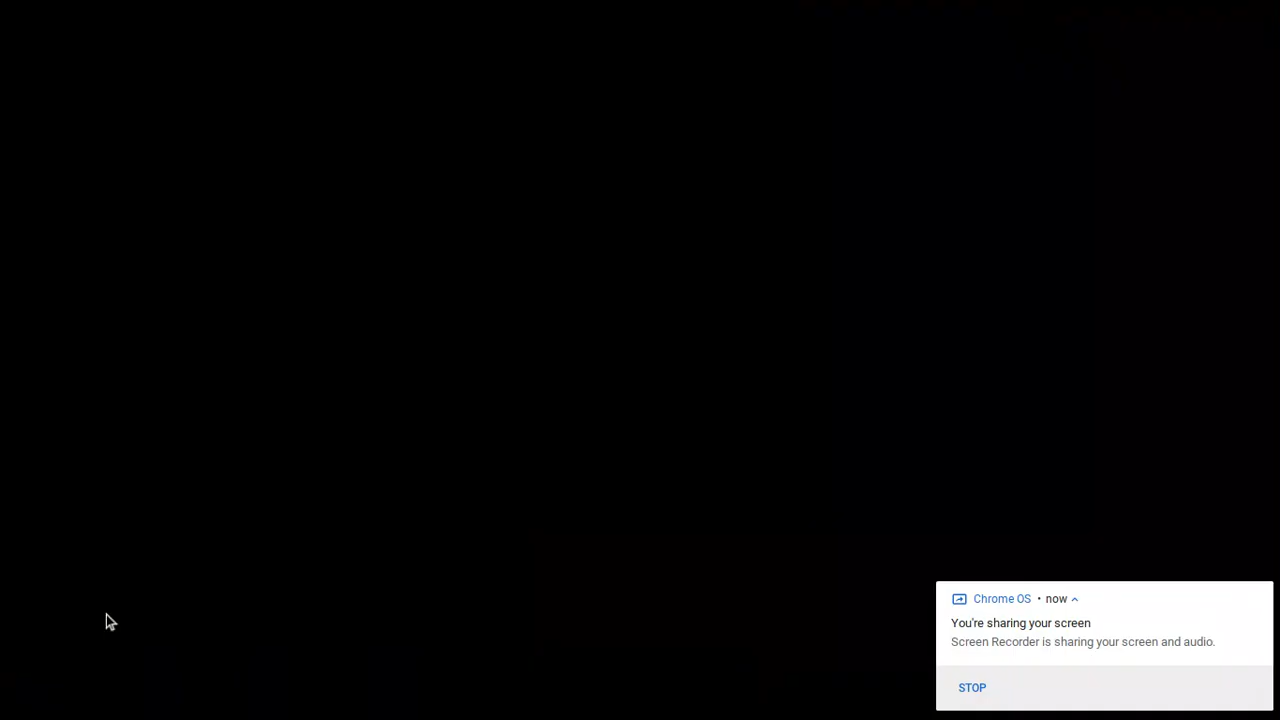 Chrome OS • now
You're sharing your screen
Screen Recorder is sharing your screen and audio.
STOP